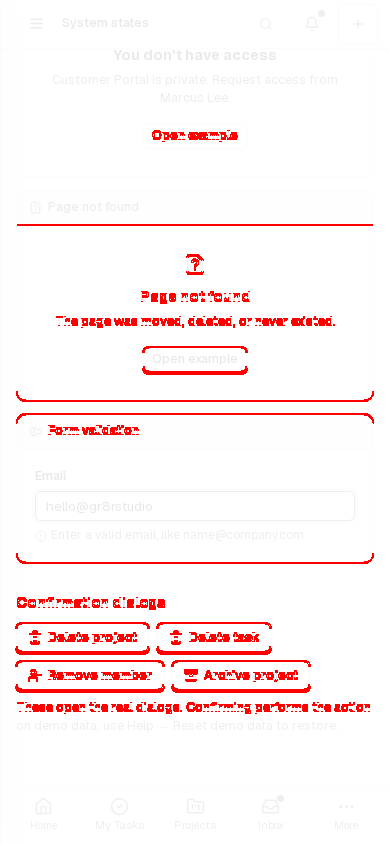 System states
You don't have access
Customer Portal is private. Request access from
Marcus Lee.
Open example
Page not found
Page not found
The page was moved, deleted, or never existed.
Open example
Form validation
Email
hello@gr8rstudio
Enter a valid email, like name@company.com
Confirmation dialogs
Delete project
Delete task
Remove member
Archive project
These open the real dialogs. Confirming performs the action
on demo data; use Help → Reset demo data to restore.
Home
My Tasks
Projects
Inbox
More